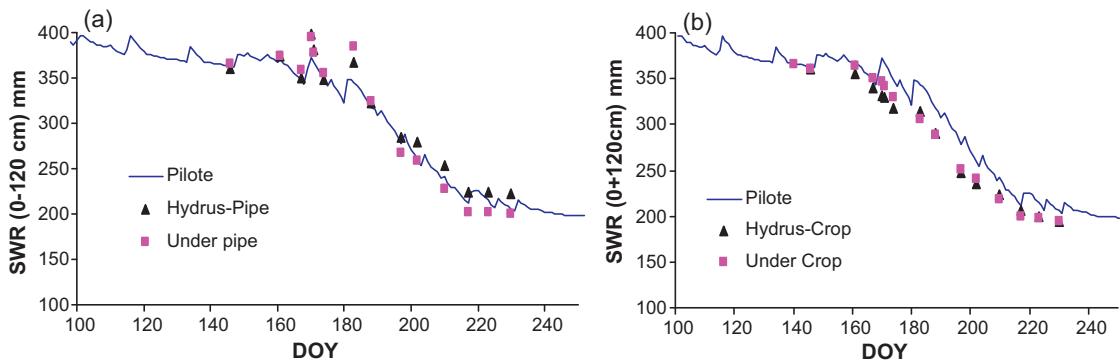 (a)
SWR (0-120 cm) mm
400
350
300
250
200
150
100
Pilote
Hydrus-Pipe
Under pipe
100 120 140 160 180 200 220 240
DOY
(b)
SWR (0+120cm) mm
400
350
300
250
200
150
100
Pilote
Hydrus-Crop
Under Crop
100 120 140 160 180 200 220 240
DOY